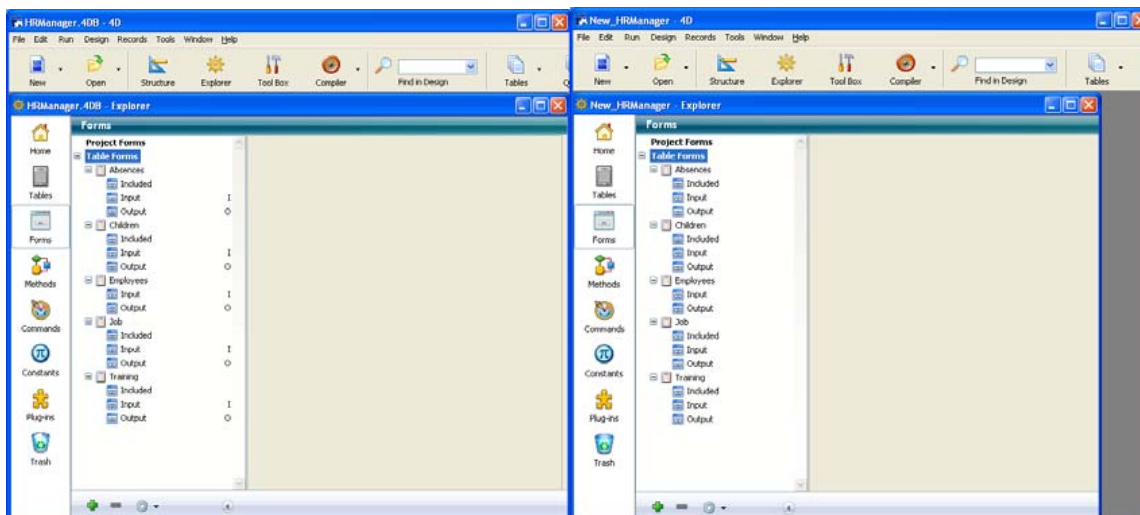 HRManager.4DB - 4D
File Edit Run Design Records Tools Window Help
New Open Structure Explorer Tool Box Compiler Find in Design Tables
HRManager.4DB - Explorer
Forms
Home
Tables
Forms
Methods
Commands
Constants
Plug-ins
Trash
Project Forms
Table Forms
Absences
Included
Input I
Output O
Children
Included
Input I
Output O
Employees
Input I
Output O
Job
Included
Input I
Output O
Training
Included
Input I
Output O
New_HRManager - 4D
File Edit Run Design Records Tools Window Help
New Open Structure Explorer Tool Box Compiler Find in Design Tables
New_HRManager - Explorer
Forms
Home
Tables
Forms
Methods
Commands
Constants
Plug-ins
Trash
Project Forms
Table Forms
Absences
Included
Input
Output
Children
Included
Input
Output
Employees
Input
Output
Job
Included
Input
Output
Training
Included
Input
Output